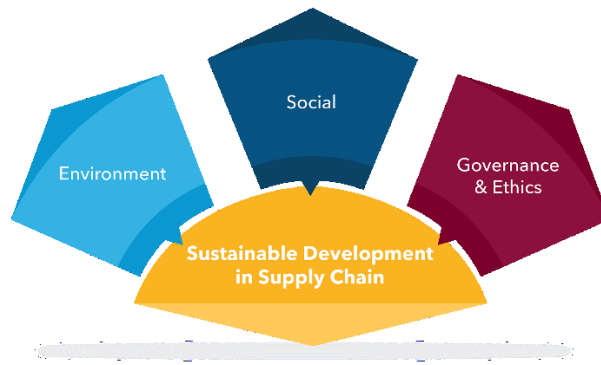 Social
Environment
Governance
& Ethics
Sustainable Development
in Supply Chain